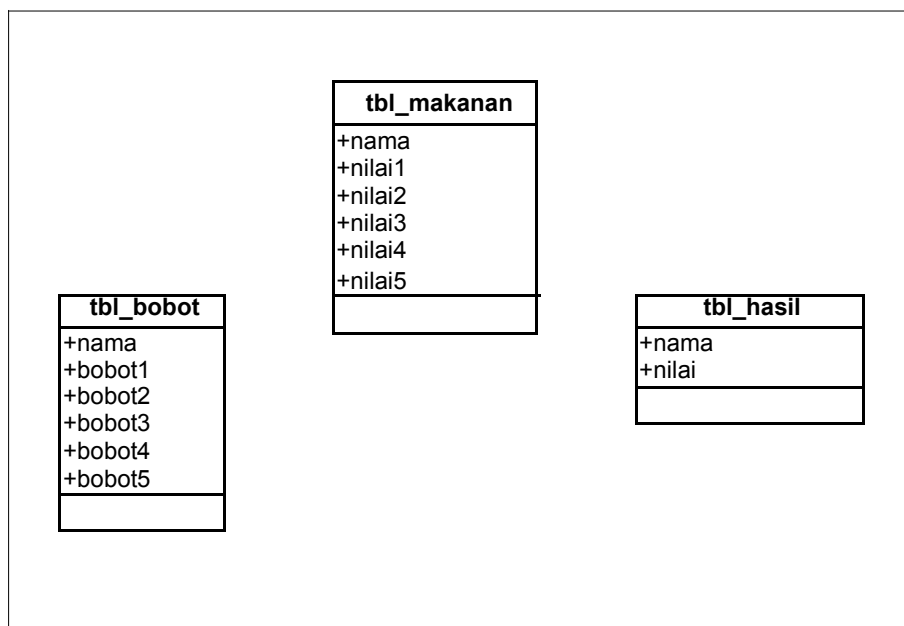 tbl_makanan
+nama
+nilai1
+nilai2
+nilai3
+nilai4
+nilai5
tbl_bobot
+nama
+bobot1
+bobot2
+bobot3
+bobot4
+bobot5
tbl_hasil
+nama
+nilai